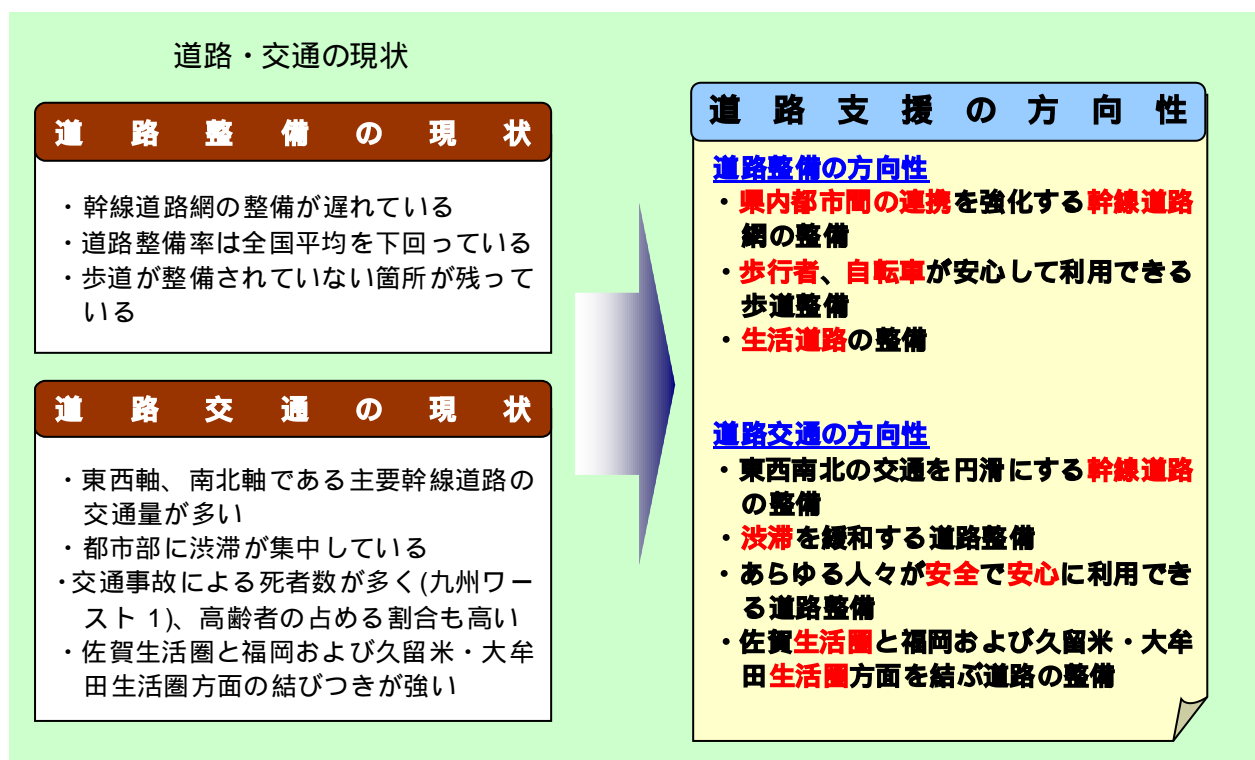 道路・交通の現状
道路整備の現状
・幹線道路網の整備が遅れている
・道路整備率は全国平均を下回っている
・歩道が整備されていない箇所が残って
いる
道路交通の現状
・東西軸、南北軸である主要幹線道路の
交通量が多い
・都市部に渋滞が集中している
・交通事故による死者数が多く(九州ワー
スト 1)、高齢者の占める割合も高い
・佐賀生活圏と福岡および久留米・大牟
田生活圏方面の結びつきが強い
道路支援の方向性
道路整備の方向性
・県内都市間の連携を強化する幹線道路
網の整備
・歩行者、自転車が安心して利用できる
歩道整備
・生活道路の整備
道路交通の方向性
・東西南北の交通を円滑にする幹線道路
の整備
・渋滞を緩和する道路整備
・あらゆる人々が安全で安心に利用でき
る道路整備
・佐賀生活圏と福岡および久留米・大牟
田生活圏方面を結ぶ道路の整備